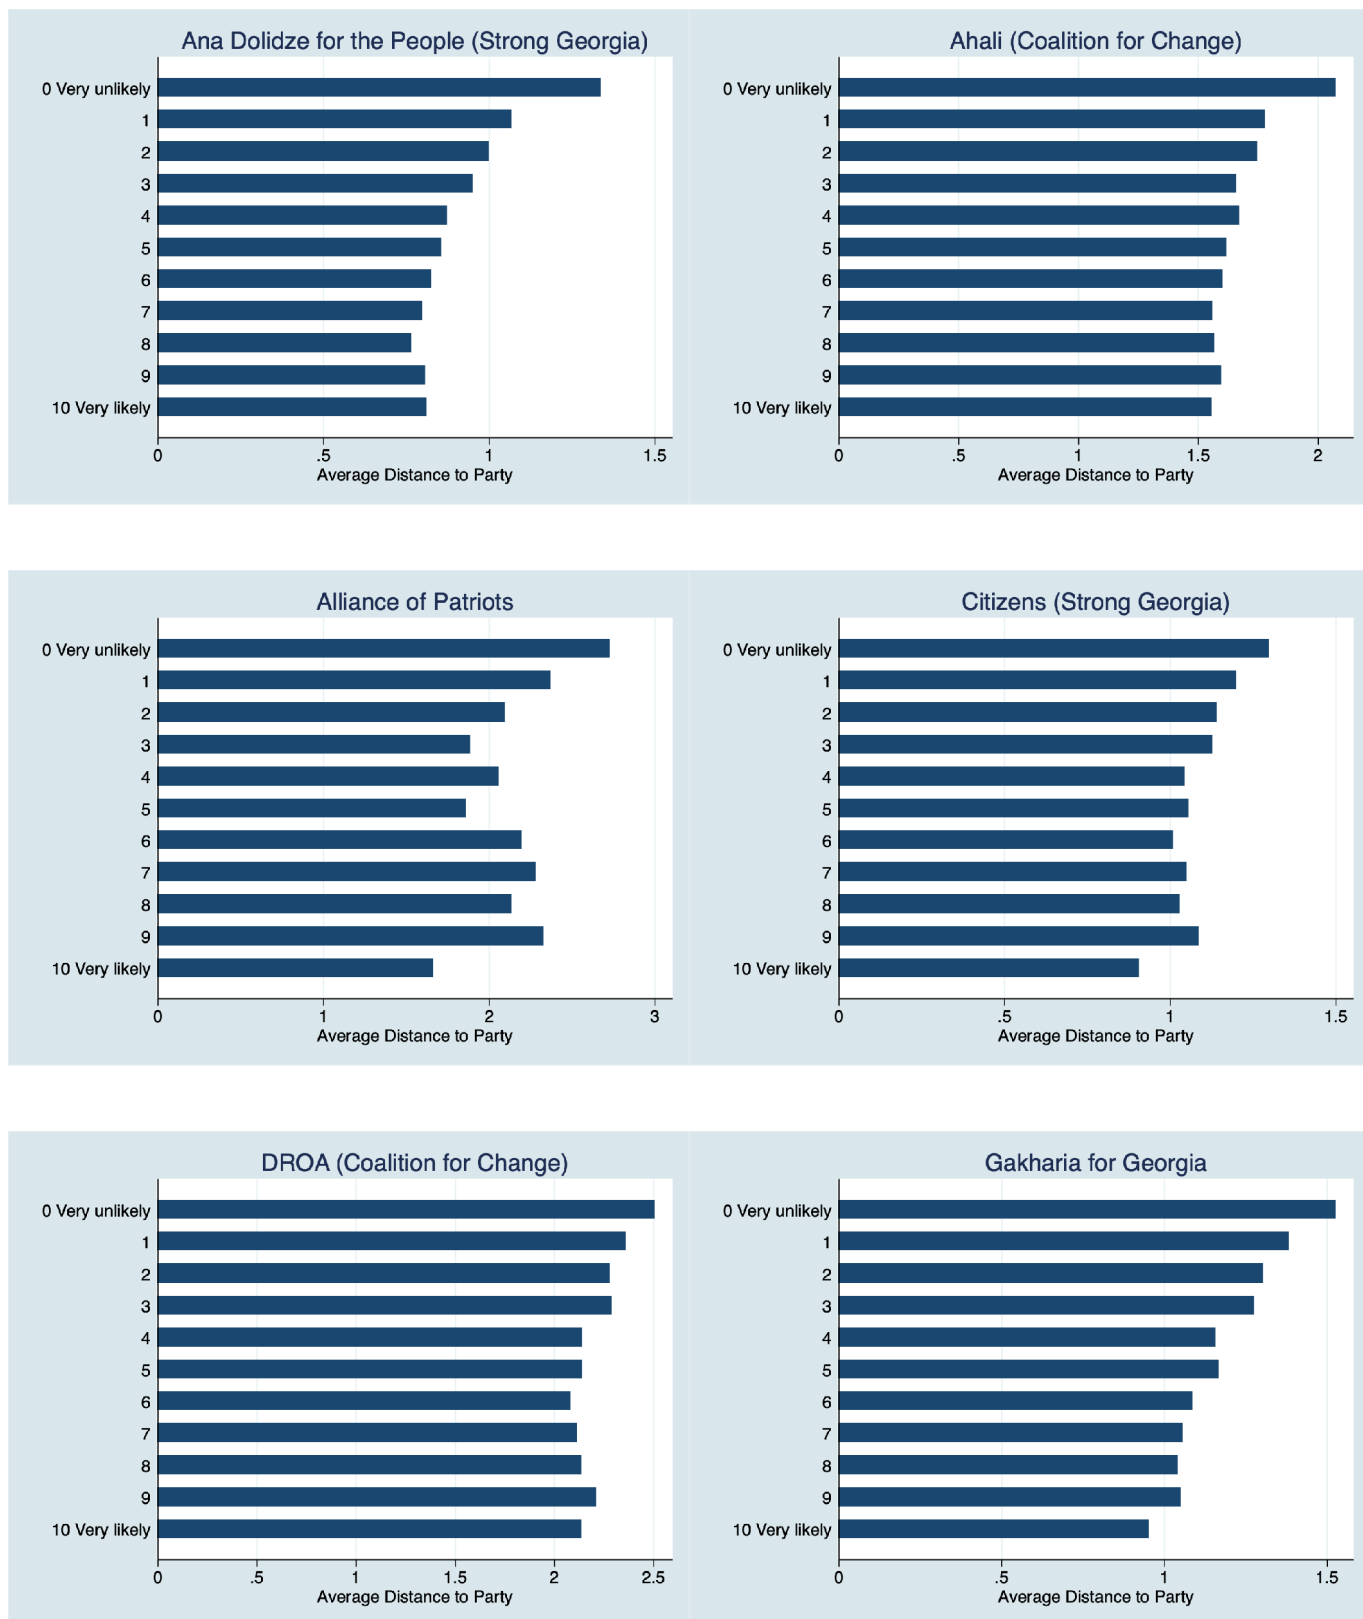 Ana Dolidze for the People (Strong Georgia)
0 Very unlikely
1
2
3
4
5
6
7
8
9
10 Very likely
0 .5 1 1.5
Average Distance to Party
Ahali (Coalition for Change)
0 Very unlikely
1
2
3
4
5
6
7
8
9
10 Very likely
0 .5 1 1.5 2
Average Distance to Party
Alliance of Patriots
0 Very unlikely
1
2
3
4
5
6
7
8
9
10 Very likely
0 1 2 3
Average Distance to Party
Citizens (Strong Georgia)
0 Very unlikely
1
2
3
4
5
6
7
8
9
10 Very likely
0 .5 1 1.5
Average Distance to Party
DROA (Coalition for Change)
0 Very unlikely
1
2
3
4
5
6
7
8
9
10 Very likely
0 .5 1 1.5 2 2.5
Average Distance to Party
Gakharia for Georgia
0 Very unlikely
1
2
3
4
5
6
7
8
9
10 Very likely
0 .5 1 1.5
Average Distance to Party